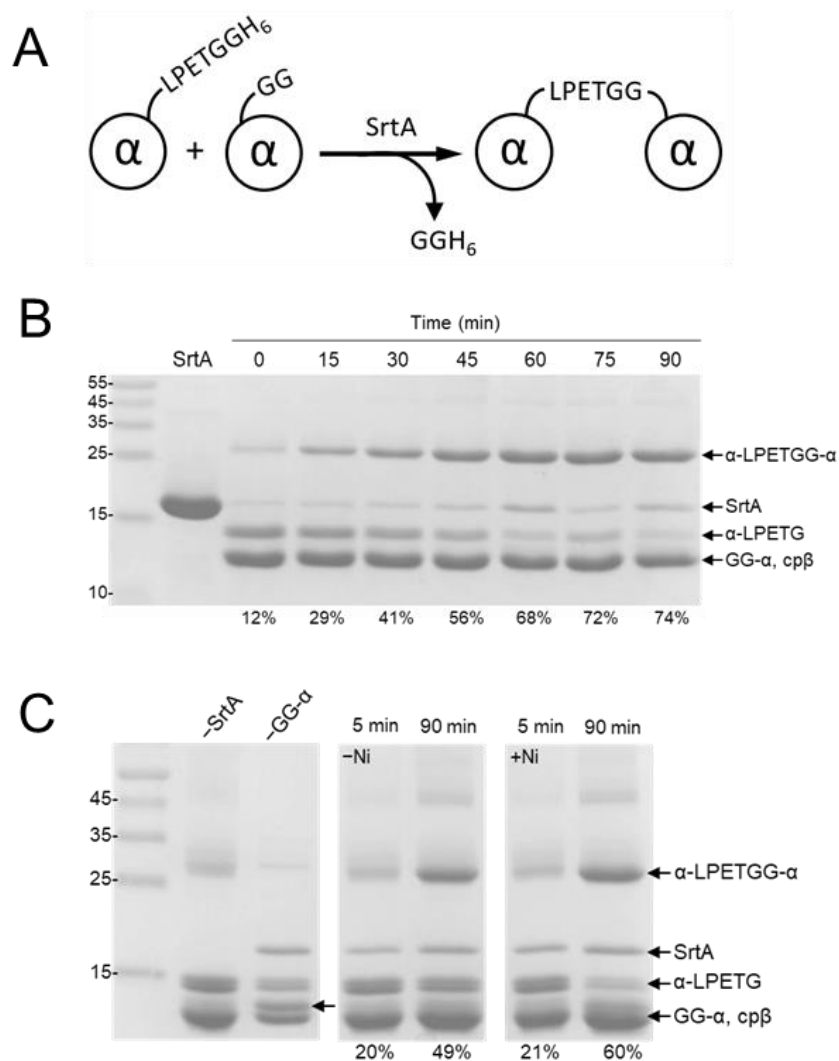 A
LPETGGH₆
GG
LPETGG
α + α SrtA α α
GGH₆
B
Time (min)
SrtA 0 15 30 45 60 75 90
55-
45-
35-
25-
15-
10-
α-LPETGG-α
SrtA
α-LPETG
GG-α, cpβ
12% 29% 41% 56% 68% 72% 74%
C
–SrtA –GG-α 5 min 90 min 5 min 90 min
–Ni +Ni
45-
35-
25-
15-
α-LPETGG-α
SrtA
α-LPETG
GG-α, cpβ
20% 49% 21% 60%